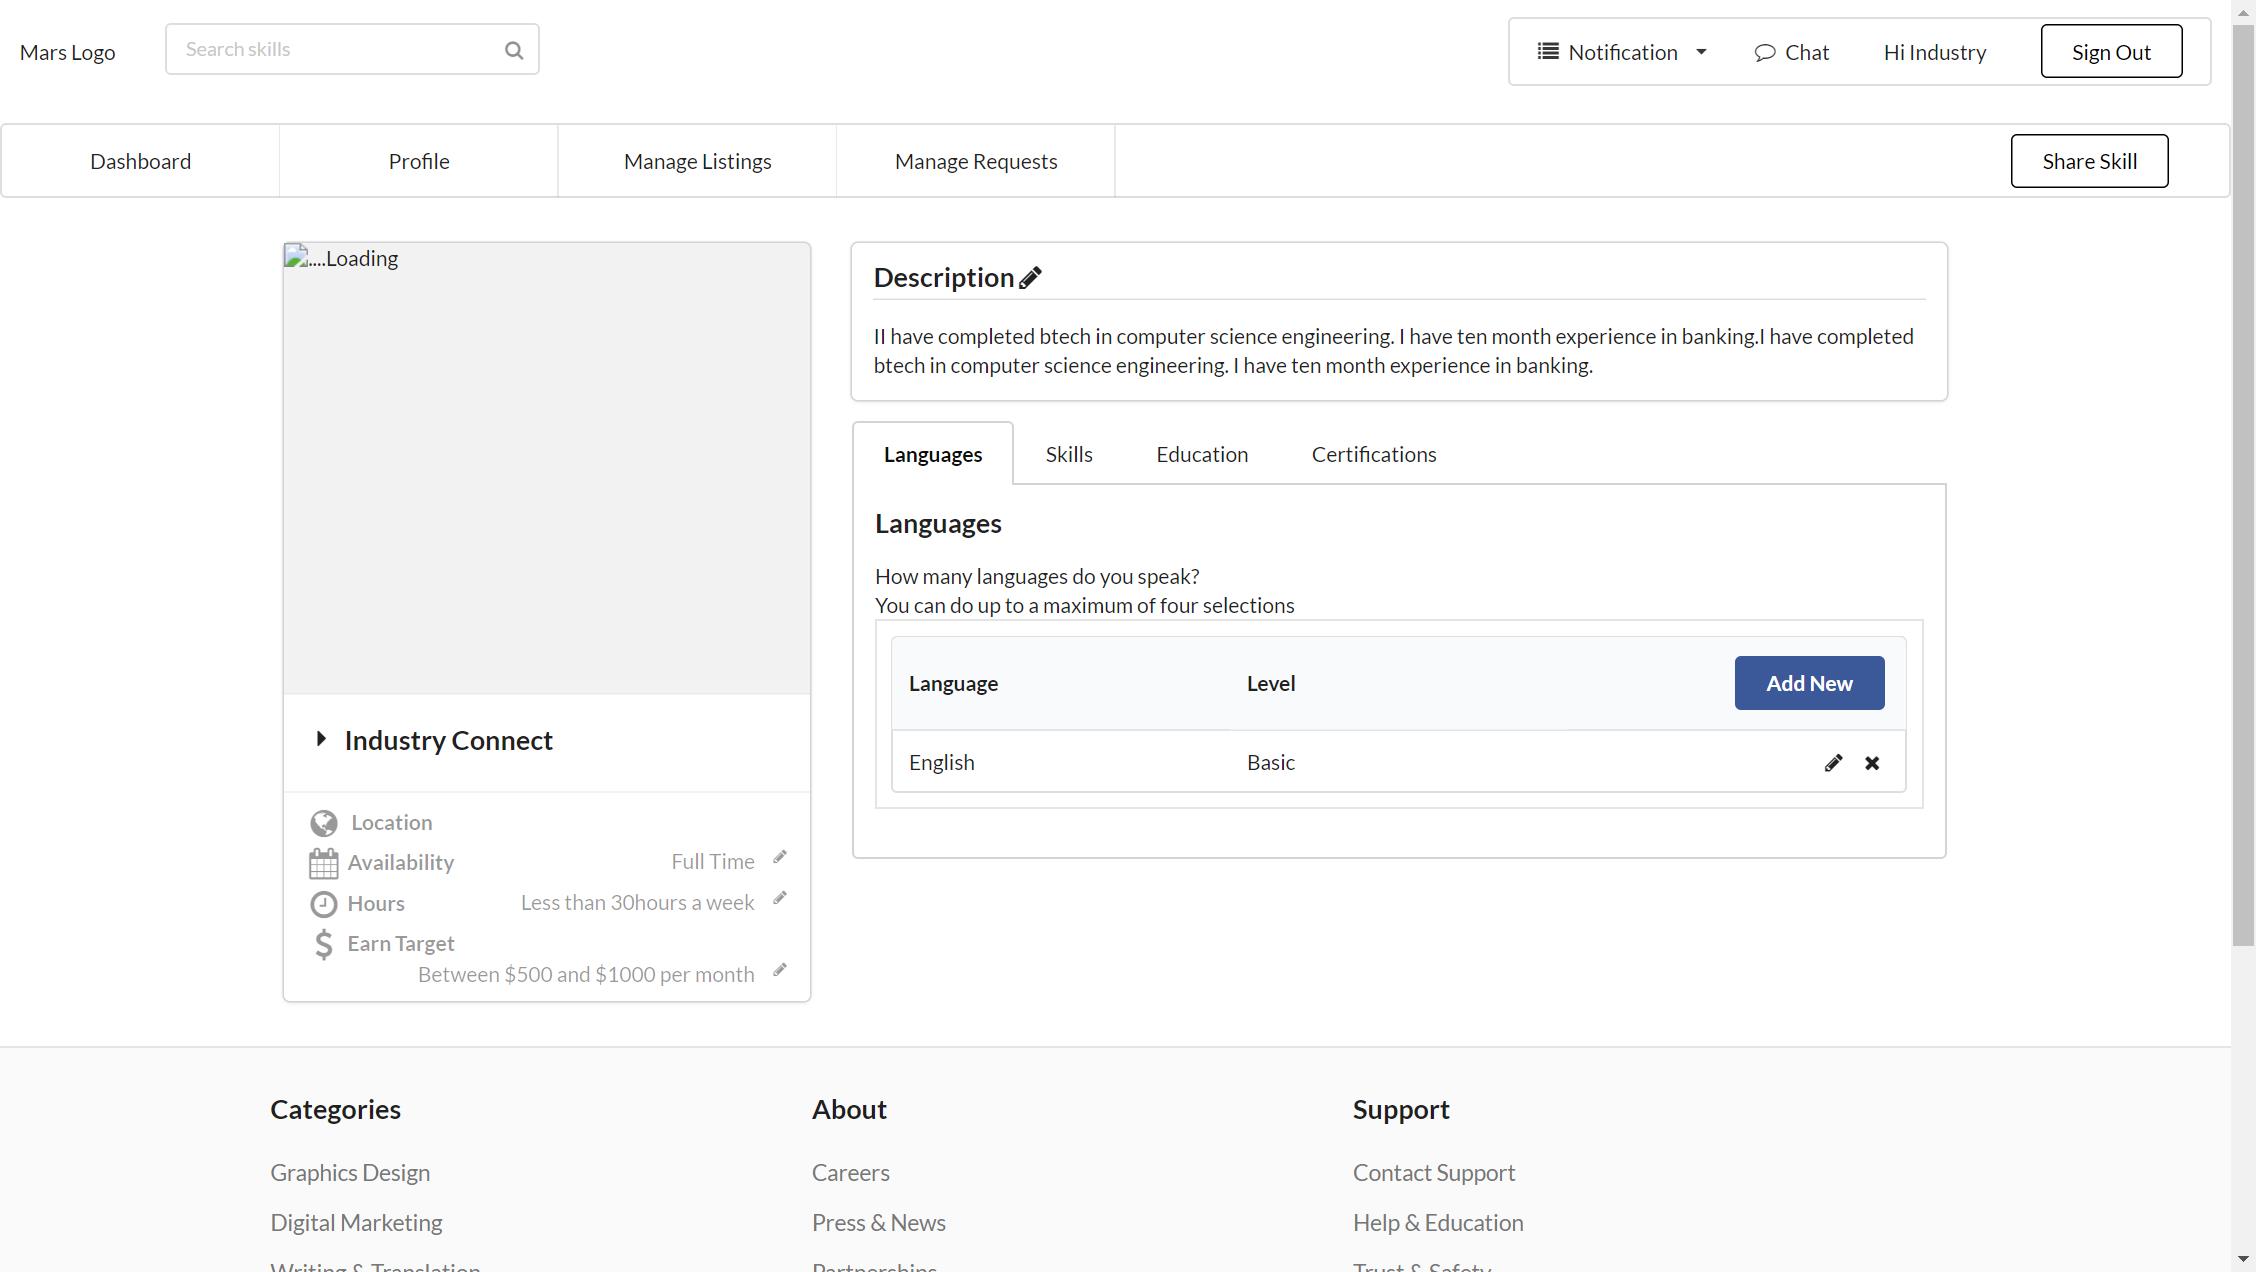 Mars Logo
Search skills
Notification
Chat
Hi Industry
Sign Out
Dashboard
Profile
Manage Listings
Manage Requests
Share Skill
....Loading
Industry Connect
Location
Availability
Full Time
Hours
Less than 30hours a week
Earn Target
Between $500 and $1000 per month
Description
II have completed btech in computer science engineering. I have ten month experience in banking.I have completed
btech in computer science engineering. I have ten month experience in banking.
Languages
Skills
Education
Certifications
Languages
How many languages do you speak?
You can do up to a maximum of four selections
Language
Level
Add New
English
Basic
Categories
Graphics Design
Digital Marketing
Writing & Translation
About
Careers
Press & News
Partnerships
Support
Contact Support
Help & Education
Trust & Safety